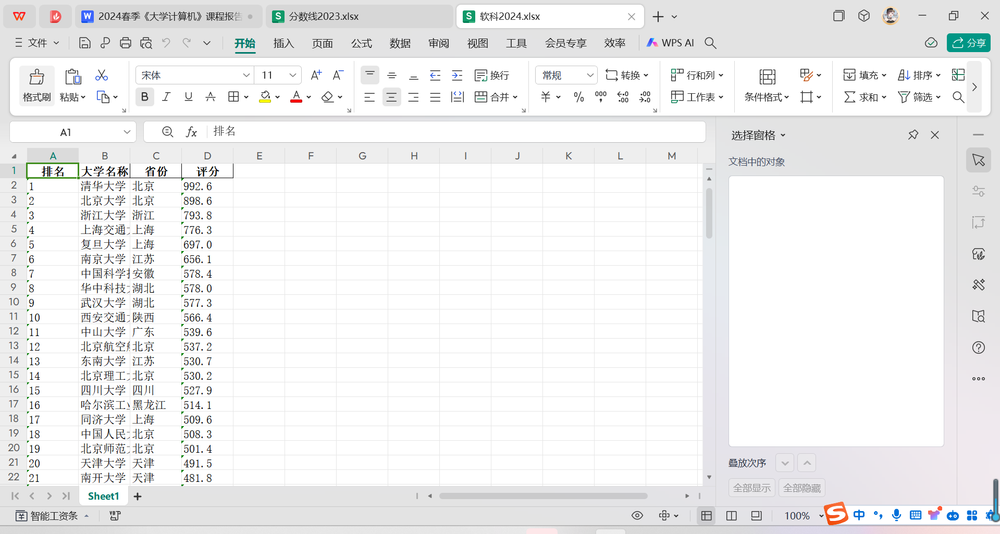 2024春季《大学计算机》课程报告
分数线2023.xlsx
软科2024.xlsx
文件
开始
插入
页面
公式
数据
审阅
视图
工具
会员专享
效率
WPS AI
分享
格式刷
粘贴
宋体
11
换行
合并
常规
转换
行和列
工作表
条件格式
填充
排序
求和
筛选
A1
fx
排名
选择窗格
文档中的对象
A B C D E F G H I J K L M
1 排名 大学名称 省份 评分
2 1 清华大学 北京 992.6
3 2 北京大学 北京 898.6
4 3 浙江大学 浙江 793.8
5 4 上海交通 上海 776.3
6 5 复旦大学 上海 697.0
7 6 南京大学 江苏 656.1
8 7 中国科学 安徽 578.4
9 8 华中科技 湖北 578.0
10 9 武汉大学 湖北 577.3
11 10 西安交通 陕西 566.4
12 11 中山大学 广东 539.6
13 12 北京航空 北京 537.2
14 13 东南大学 江苏 530.7
15 14 北京理工 北京 530.2
16 15 四川大学 四川 527.9
17 16 哈尔滨工 黑龙江 514.1
18 17 同济大学 上海 509.6
19 18 中国人民 北京 508.3
20 19 北京师范 北京 501.4
21 20 天津大学 天津 491.5
22 21 南开大学 天津 481.8
叠放次序
全部显示
全部隐藏
Sheet1
智能工资条
100%
中